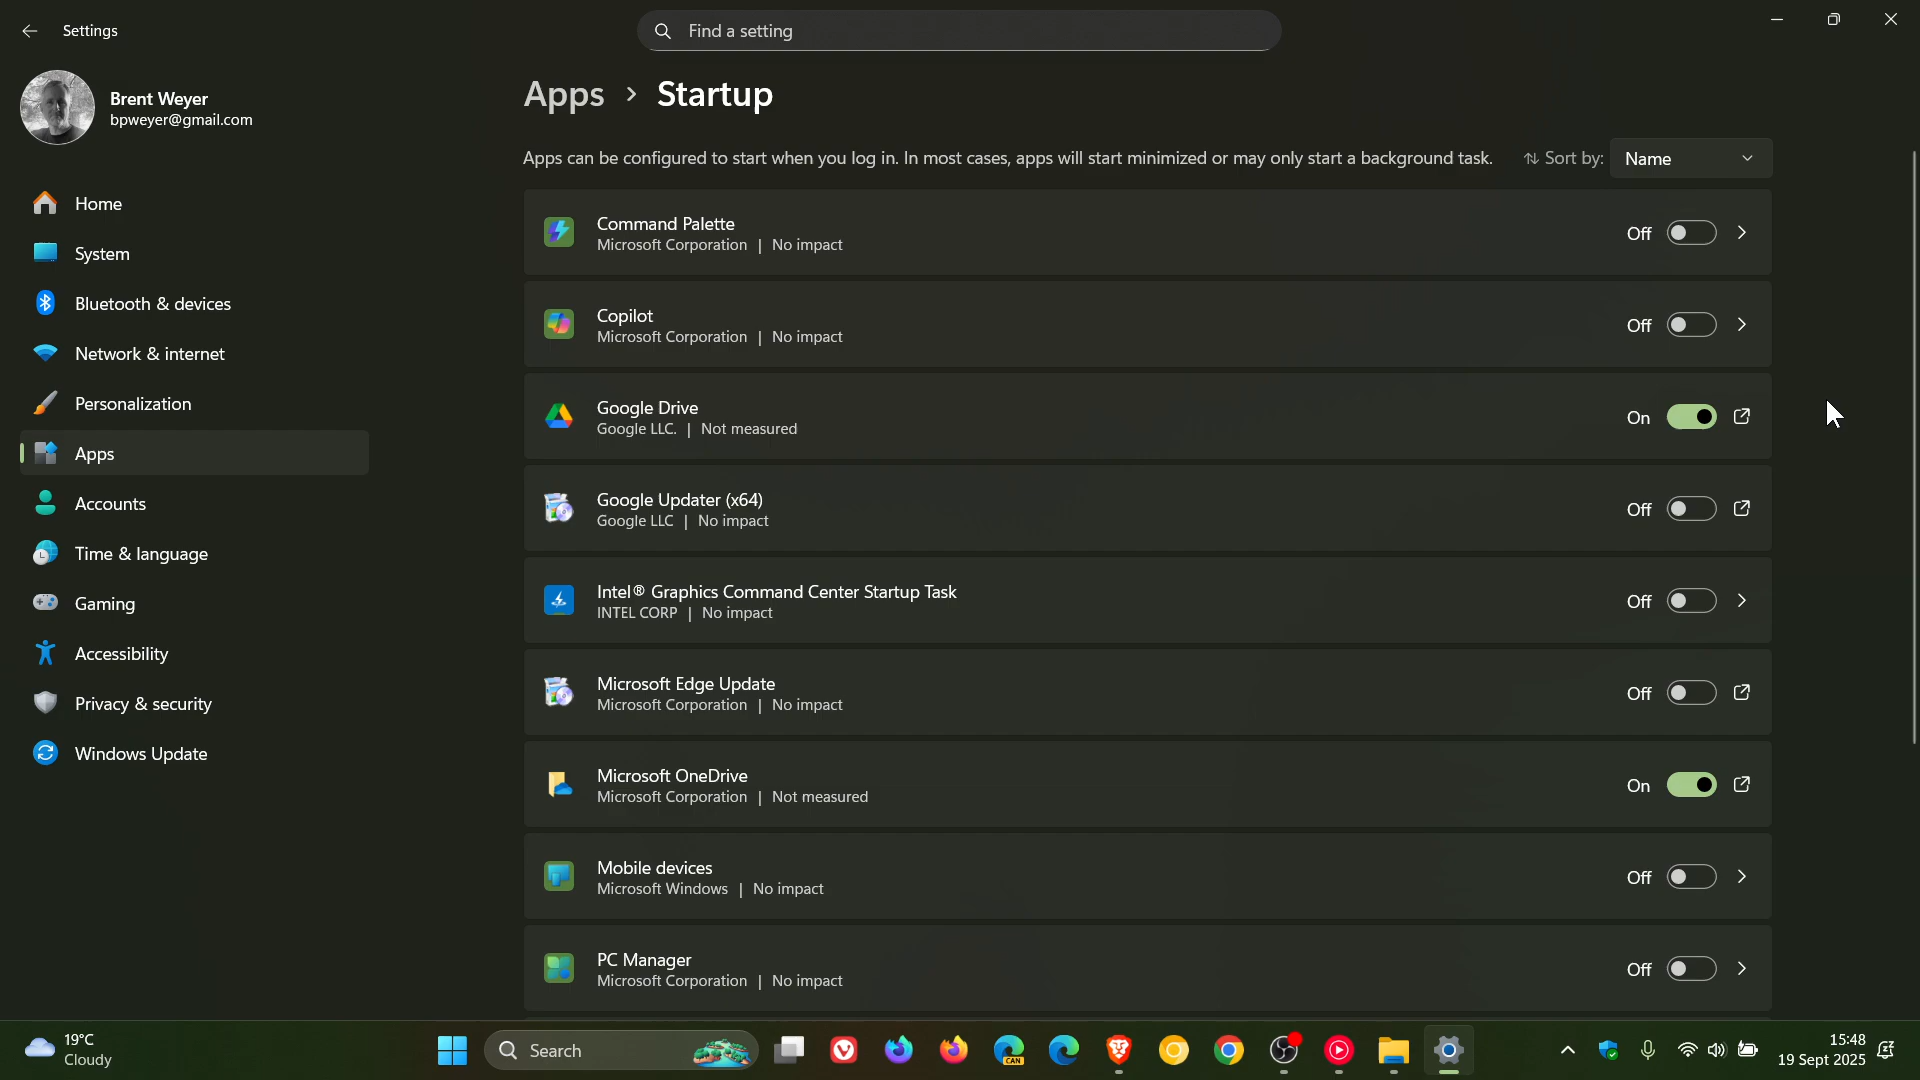 Settings
Find a setting
Brent Weyer
bpweyer@gmail.com
Home
System
Bluetooth & devices
Network & internet
Personalization
Apps
Accounts
Time & language
Gaming
Accessibility
Privacy & security
Windows Update
Apps > Startup
Apps can be configured to start when you log in. In most cases, apps will start minimized or may only start a background task.
Sort by: Name
Command Palette
Microsoft Corporation | No impact
Off
Copilot
Microsoft Corporation | No impact
Off
Google Drive
Google LLC. | Not measured
On
Google Updater (x64)
Google LLC | No impact
Off
Intel® Graphics Command Center Startup Task
INTEL CORP | No impact
Off
Microsoft Edge Update
Microsoft Corporation | No impact
Off
Microsoft OneDrive
Microsoft Corporation | Not measured
On
Mobile devices
Microsoft Windows | No impact
Off
PC Manager
Microsoft Corporation | No impact
Off
19°C
Cloudy
Search
CAN
15:48
19 Sept 2025